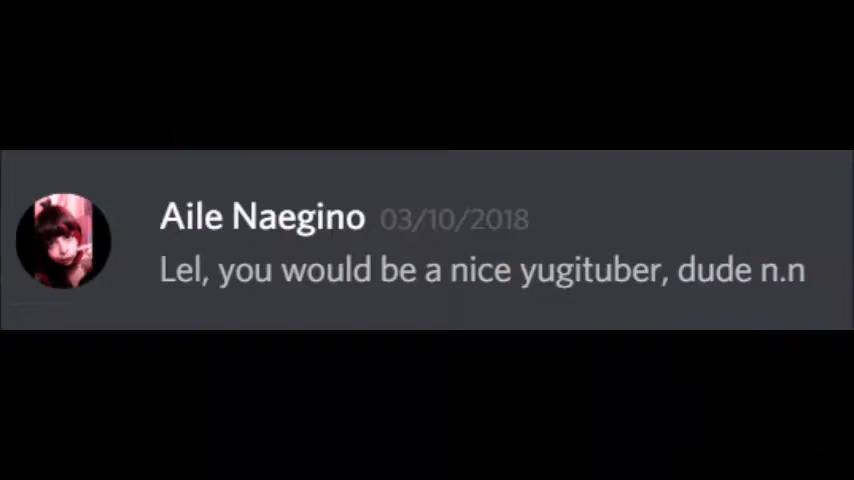 Aile Naegino 03/10/2018
Lel, you would be a nice yugituber, dude n.n